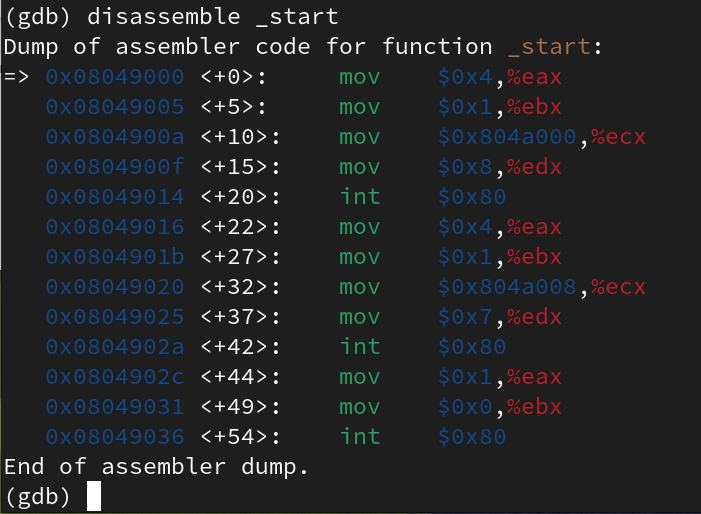 (gdb) disassemble _start
Dump of assembler code for function _start:
=> 0x08049000 <+0>:     mov    $0x4,%eax
   0x08049005 <+5>:     mov    $0x1,%ebx
   0x0804900a <+10>:    mov    $0x804a000,%ecx
   0x0804900f <+15>:    mov    $0x8,%edx
   0x08049014 <+20>:    int    $0x80
   0x08049016 <+22>:    mov    $0x4,%eax
   0x0804901b <+27>:    mov    $0x1,%ebx
   0x08049020 <+32>:    mov    $0x804a008,%ecx
   0x08049025 <+37>:    mov    $0x7,%edx
   0x0804902a <+42>:    int    $0x80
   0x0804902c <+44>:    mov    $0x1,%eax
   0x08049031 <+49>:    mov    $0x0,%ebx
   0x08049036 <+54>:    int    $0x80
End of assembler dump.
(gdb)